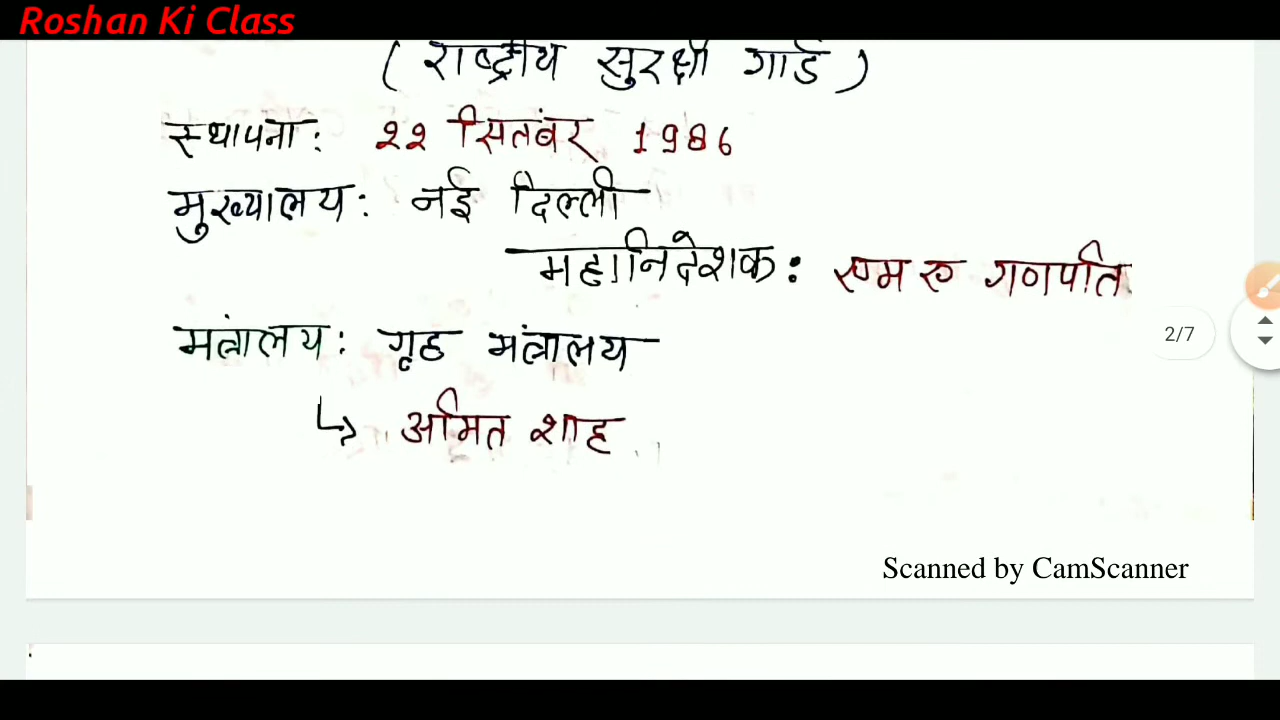 Roshan Ki Class
( राष्ट्रीय सुरक्षा गार्ड )
स्थापना: 22 सितंबर 1986
मुख्यालय: नई दिल्ली
महानिदेशक: एम ए गणपति
मंत्रालय: गृह मंत्रालय
2/7
↳ अमित शाह
Scanned by CamScanner